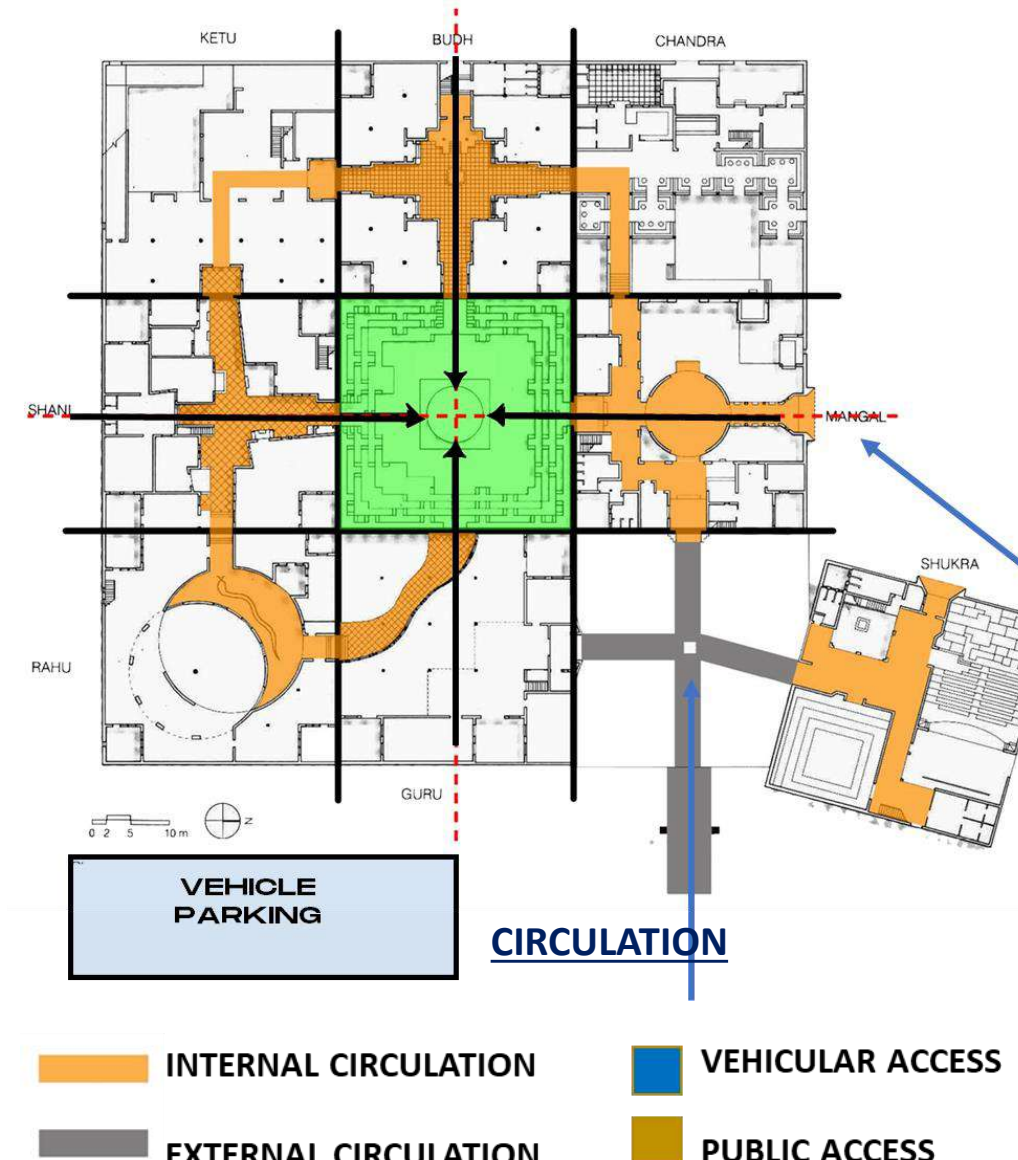 KETU
BUDH
CHANDRA
SHANI
MANGAL
SHUKRA
RAHU
GURU
0 2 5 10 m
N
VEHICLE
PARKING
CIRCULATION
INTERNAL CIRCULATION
VEHICULAR ACCESS
EXTERNAL CIRCULATION
PUBLIC ACCESS